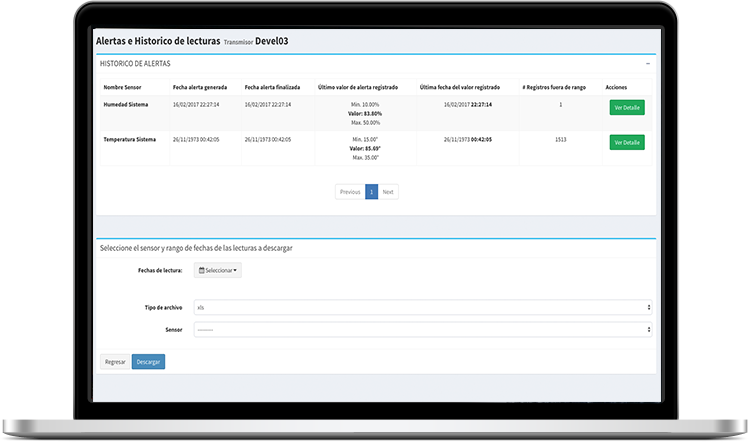 Alertas e Historico de lecturas Transmisor Devel03
HISTORICO DE ALERTAS
Nombre Sensor Fecha alerta generada Fecha alerta finalizada Último valor de alerta registrado Última fecha del valor registrado # Registros fuera de rango Acciones
Humedad Sistema 16/02/2017 22:27:14 16/02/2017 22:27:14 Min. 10.00% 16/02/2017 22:27:14 1 Ver Detalle
Valor: 83.80%
Max. 50.00%
Temperatura Sistema 26/11/1973 00:42:05 26/11/1973 00:42:05 Min. 15.00° 26/11/1973 00:42:05 1513 Ver Detalle
Valor: 85.69°
Max. 35.00°
Previous 1 Next
Seleccione el sensor y rango de fechas de las lecturas a descargar
Fechas de lectura: Seleccionar
Tipo de archivo xls
Sensor ---------
Regresar Descargar